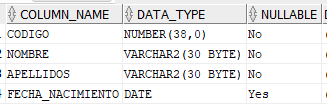 COLUMN_NAME DATA_TYPE NULLABLE
CODIGO NUMBER(38,0) No
NOMBRE VARCHAR2(30 BYTE) No
APELLIDOS VARCHAR2(30 BYTE) No
FECHA_NACIMIENTO DATE Yes